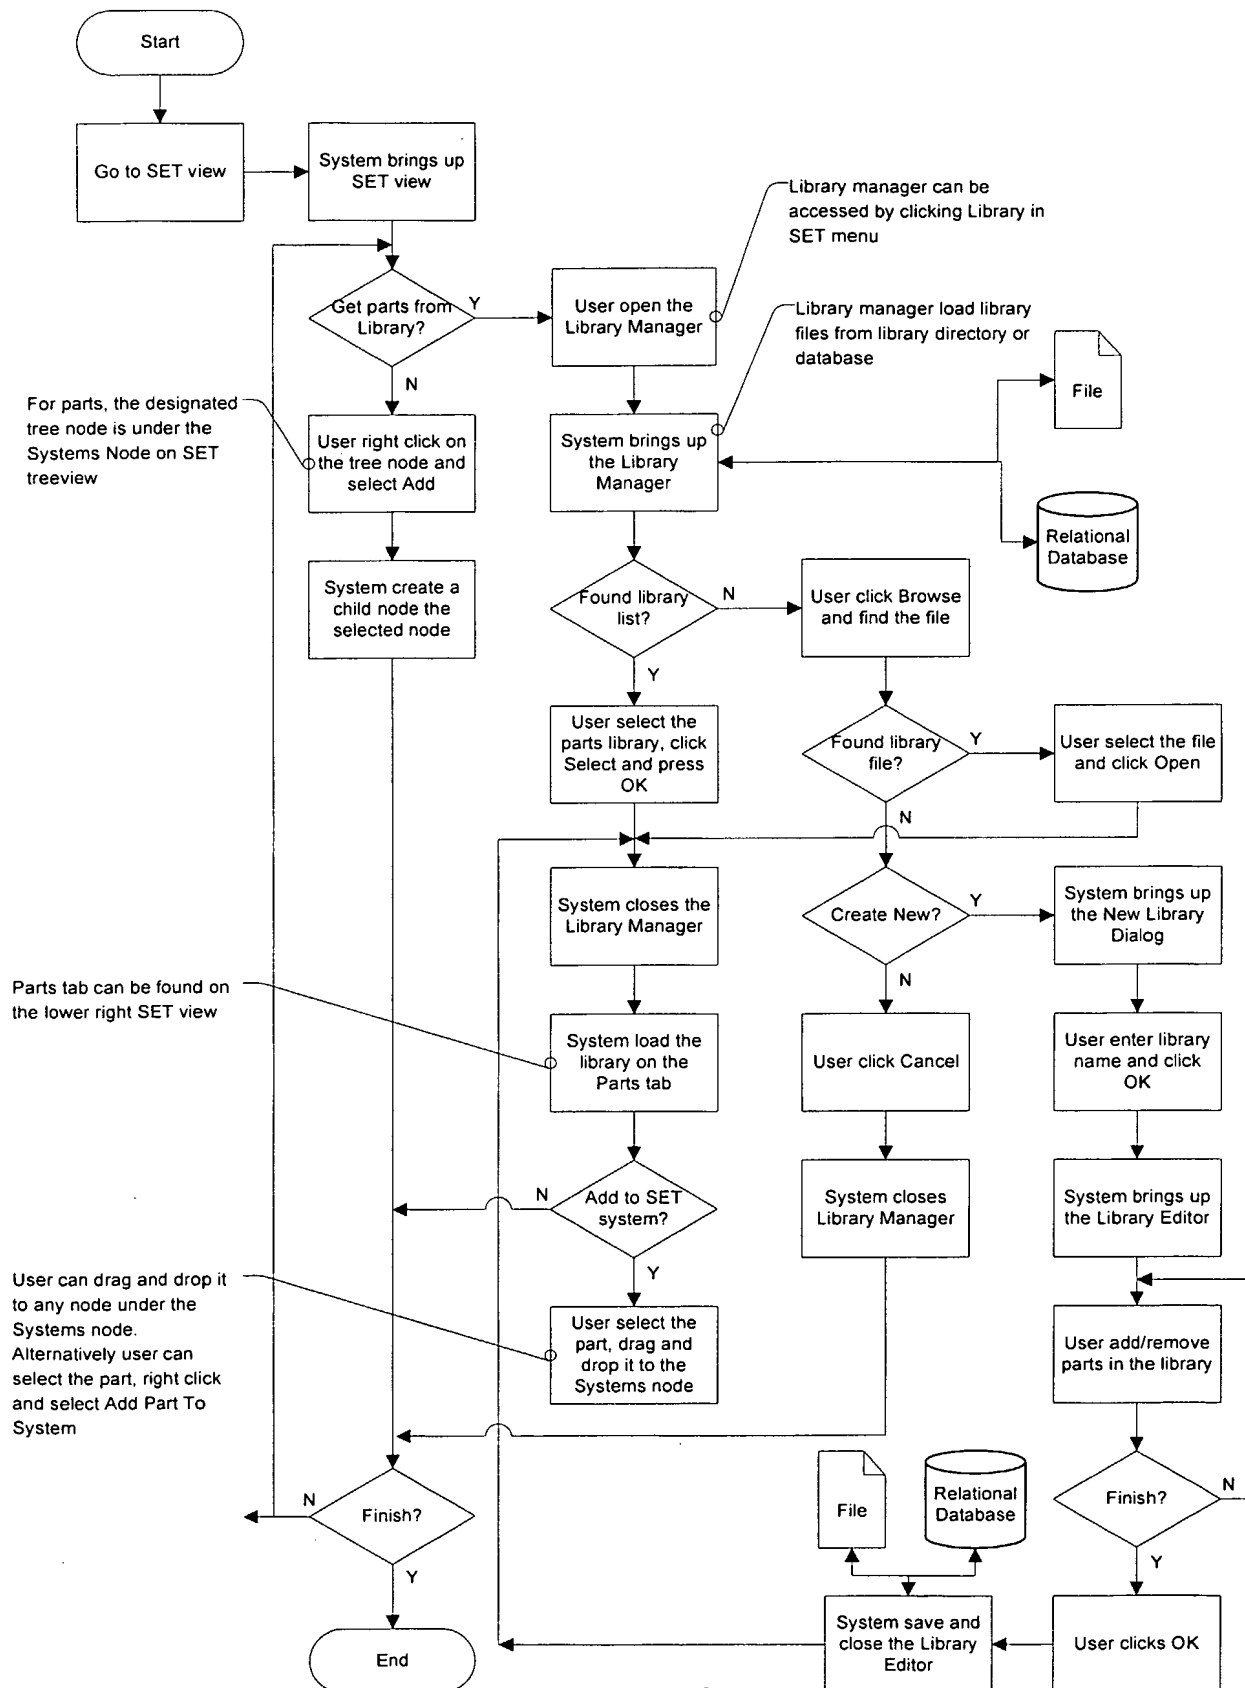 Start
Go to SET view
System brings up
SET view
Library manager can be
accessed by clicking Library in
SET menu
Get parts from
Library?
Y
User open the
Library Manager
Library manager load library
files from library directory or
database
File
N
For parts, the designated
tree node is under the
Systems Node on SET
treeview
User right click on
the tree node and
select Add
System brings up
the Library
Manager
Relational
Database
System create a
child node the
selected node
Found library
list?
N
User click Browse
and find the file
Y
User select the
parts library, click
Select and press
OK
Found library
file?
Y
User select the file
and click Open
N
System closes the
Library Manager
Create New?
Y
System brings up
the New Library
Dialog
N
Parts tab can be found on
the lower right SET view
System load the
library on the
Parts tab
User click Cancel
User enter library
name and click
OK
N
Add to SET
system?
System closes
Library Manager
System brings up
the Library Editor
Y
User can drag and drop it
to any node under the
Systems node.
Alternatively user can
select the part, right click
and select Add Part To
System
User select the
part, drag and
drop it to the
Systems node
User add/remove
parts in the library
N
Finish?
File
Relational
Database
Finish?
N
Y
Y
End
System save and
close the Library
Editor
User clicks OK